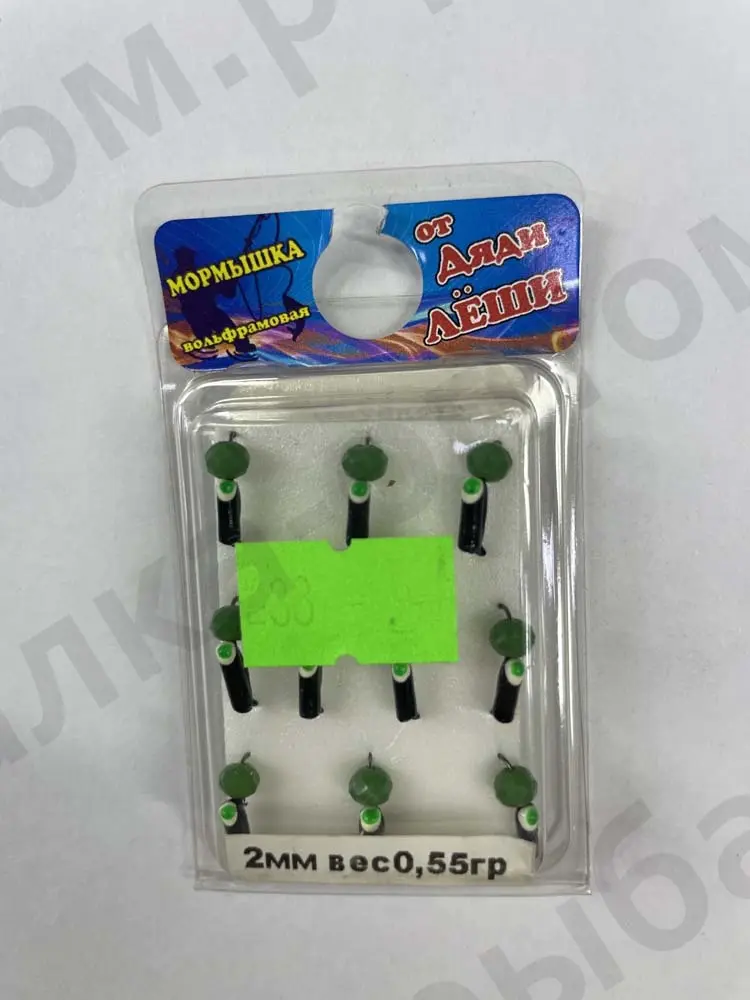 МОРМЫШКА
вольфрамовая
от
Дяди
ЛЁШИ
2мм вес0,55гр